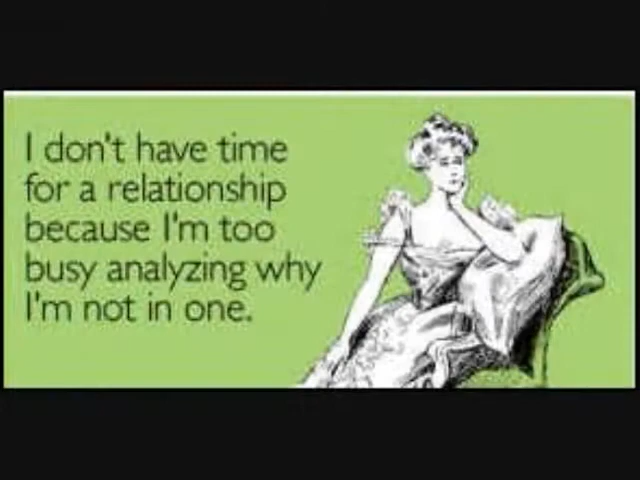 I don't have time
for a relationship
because I'm too
busy analyzing why
I'm not in one.